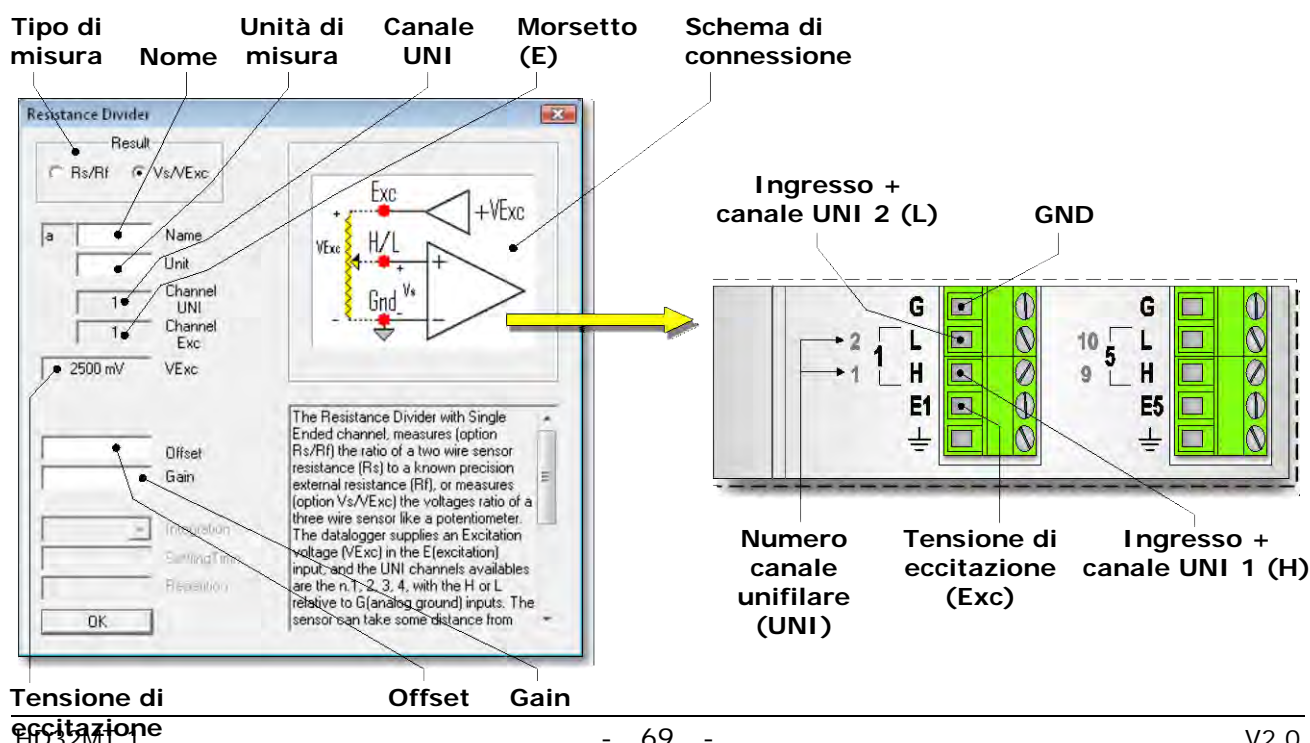 Tipo di misura
Nome
Unità di misura
Canale UNI
Morsetto (E)
Schema di connessione
Resistance Divider
Result
Rs/Rf
Vs/VExc
a
Name
Unit
1
Channel UNI
1
Channel Exc
2500 mV
VExc
Offset
Gain
Integration
Repetition
OK
Exc
+VExc
+
VExc
H/L
+
+
Vs
Gnd
-
-
-
The Resistance Divider with Single
Ended channel, measures (option
Rs/Rf) the ratio of a two wire sensor
resistance (Rs) to a known precision
external resistance (Rf), or measures
(option Vs/VExc) the voltages ratio of a
three wire sensor like a potentiometer.
The datalogger supplies an Excitation
voltage (VExc) in the E(excitation)
input, and the UNI channels availables
are the n.1, 2, 3, 4, with the H or L
relative to G(analog ground) inputs. The
sensor can take some distance from
Ingresso +
canale UNI 2 (L)
GND
G
2
1
L
1
H
E1
G
10
5
L
9
H
E5
Numero canale unifilare (UNI)
Tensione di eccitazione (Exc)
Ingresso + canale UNI 1 (H)
Tensione di eccitazione
Offset
Gain
- 69 -
V2.0